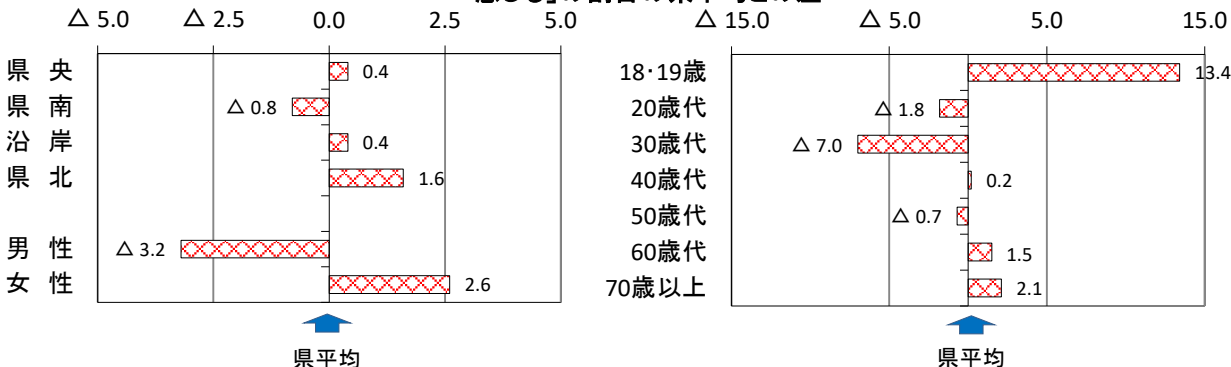 △ 5.0 △ 2.5 0.0 2.5 5.0
県 央 0.4
県 南 △ 0.8
沿 岸 0.4
県 北 1.6
男 性 △ 3.2
女 性 2.6
県平均
△ 15.0 △ 5.0 5.0 15.0
18･19歳 13.4
20歳代 △ 1.8
30歳代 △ 7.0
40歳代 0.2
50歳代 △ 0.7
60歳代 1.5
70歳以上 2.1
県平均